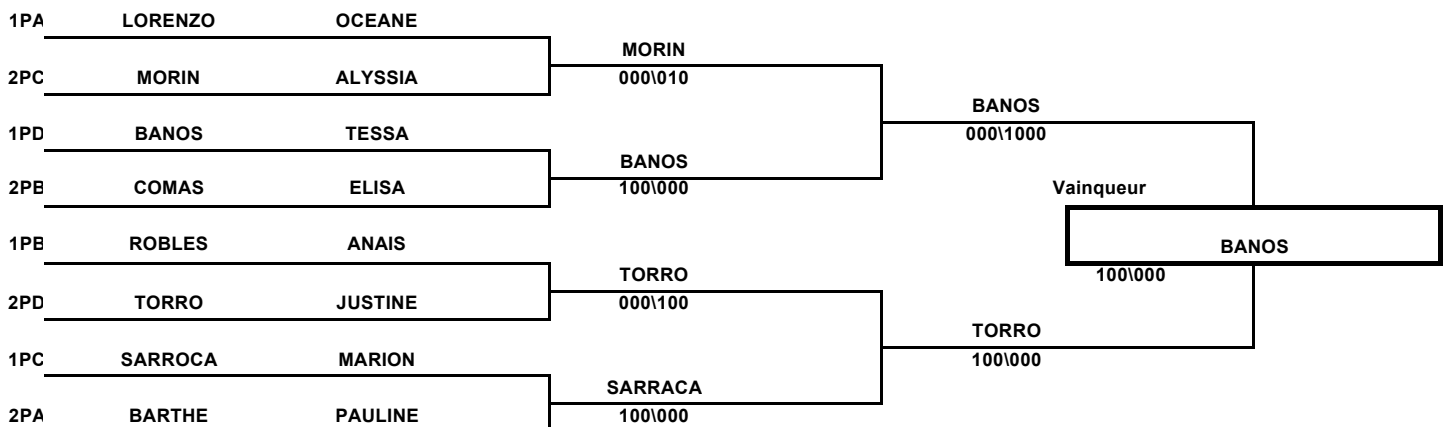 1PA LORENZO OCEANE
MORIN
2PC MORIN ALYSSIA 000\010
BANOS
1PD BANOS TESSA 000\1000
BANOS
2PB COMAS ELISA 100\000 Vainqueur
1PB ROBLES ANAIS BANOS
TORRO 100\000
2PD TORRO JUSTINE 000\100
TORRO
1PC SARROCA MARION 100\000
SARRACA
2PA BARTHE PAULINE 100\000